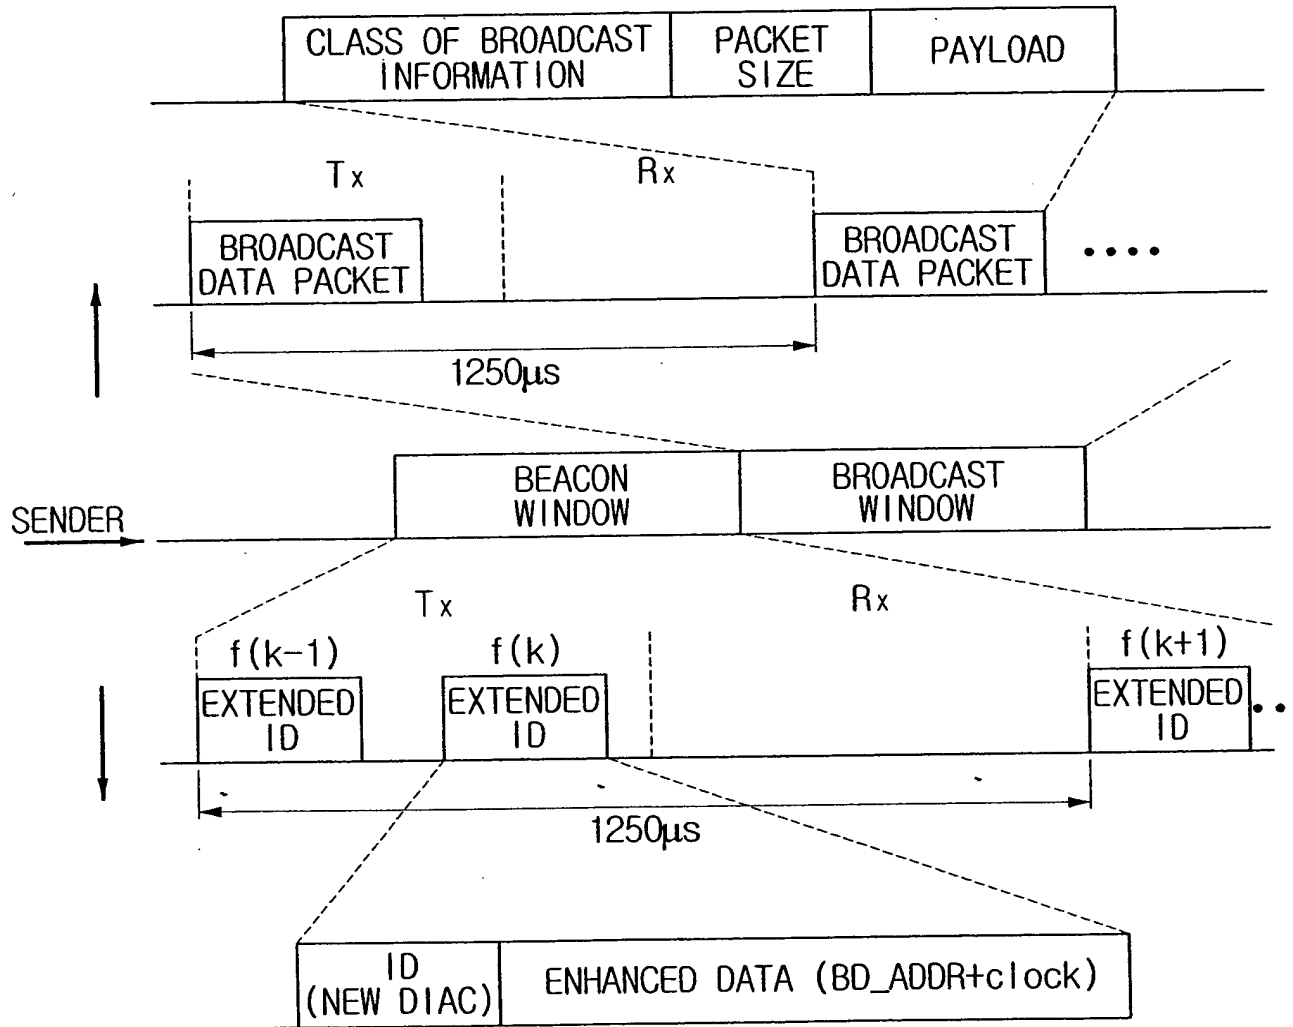 CLASS OF BROADCAST
INFORMATION
PACKET
SIZE
PAYLOAD
Tx
Rx
BROADCAST
DATA PACKET
BROADCAST
DATA PACKET
1250μs
SENDER
BEACON
WINDOW
BROADCAST
WINDOW
Tx
Rx
f(k-1)
f(k)
f(k+1)
EXTENDED
ID
EXTENDED
ID
EXTENDED
ID
1250μs
ID
(NEW DIAC)
ENHANCED DATA (BD_ADDR+clock)